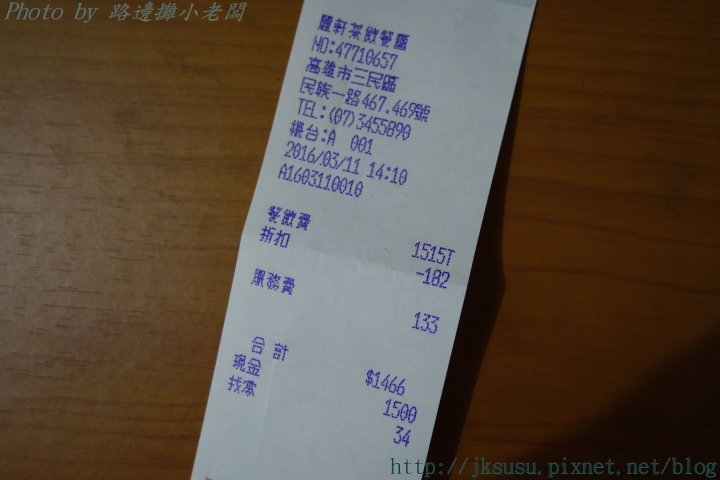 Photo by 路邊攤小老闆
麗軒茶飲餐廳
NO:47710657
高雄市三民區
民族一路467.469號
TEL:(07)3455890
機台:A 001
2016/03/11 14:10
A1603110010
餐飲費 1515T
折扣 -182
服務費 133
合 計 $1466
現金 1500
找零 34
http://jksusu.pixnet.net/blog